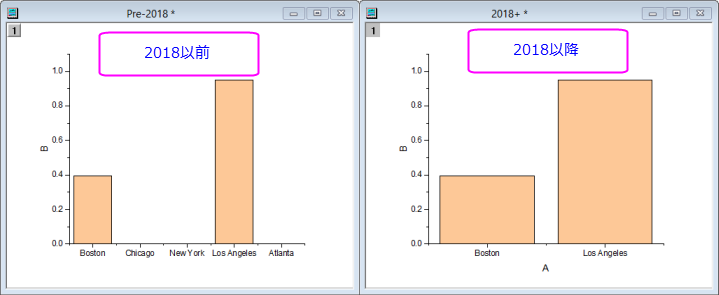 Pre-2018 *
1
2018以前
1.0
0.8
0.6
0.4
0.2
0.0
B
Boston Chicago New York Los Angeles Atlanta
2018+ *
1
2018以降
1.0
0.8
0.6
0.4
0.2
0.0
B
Boston Los Angeles
A